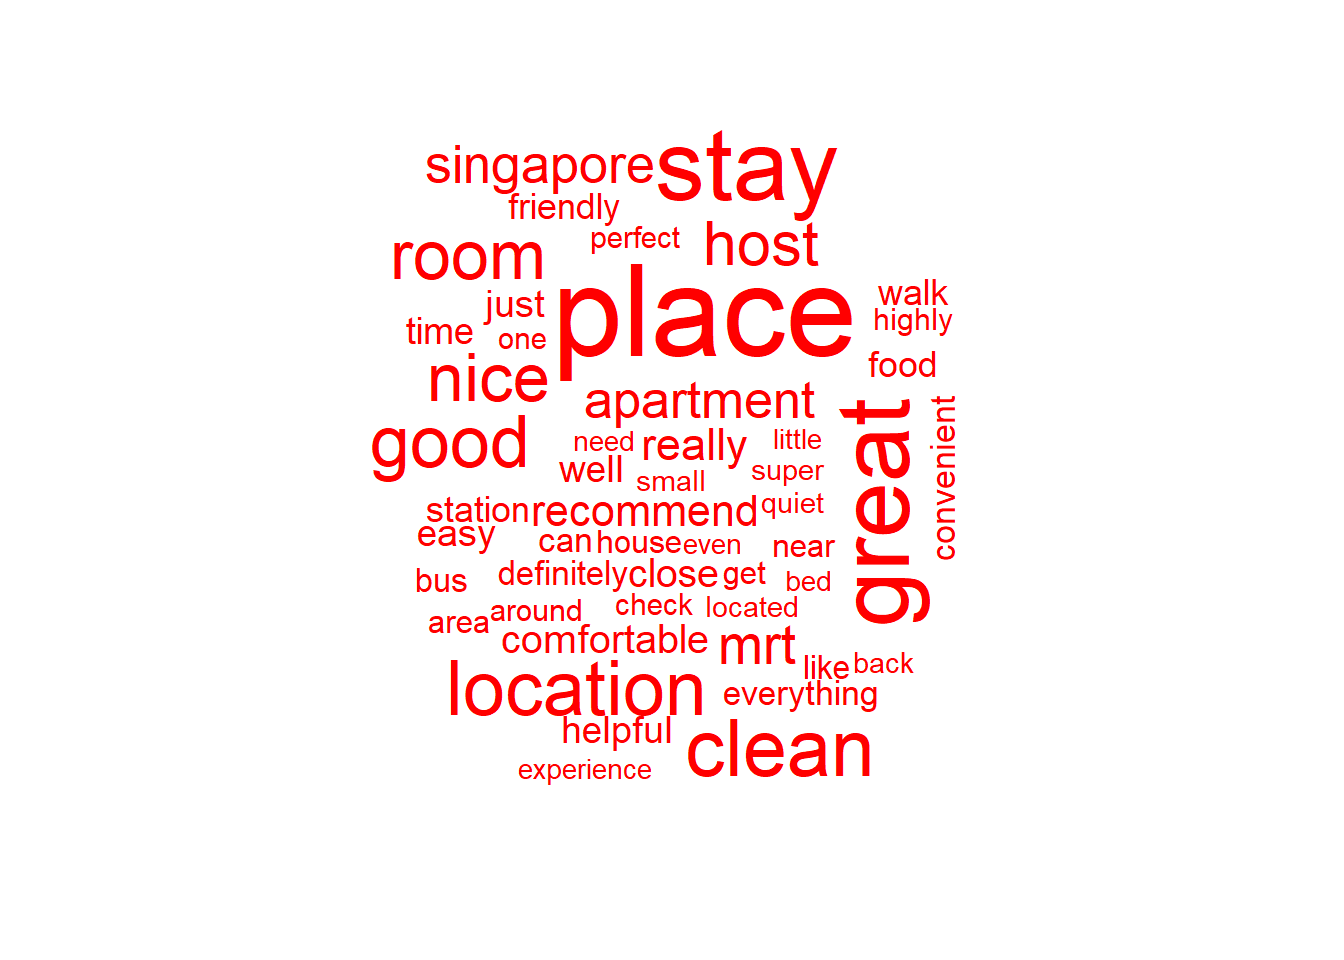 singapore stay
friendly
perfect host
room
place
walk
highly
just
time
one
food
nice
apartment
great
convenient
good
need really little
well small super
quiet
station recommend
easy
can house even near
bus definitely close get bed
area around check located
comfortable mrt
like back
location everything
helpful clean
experience